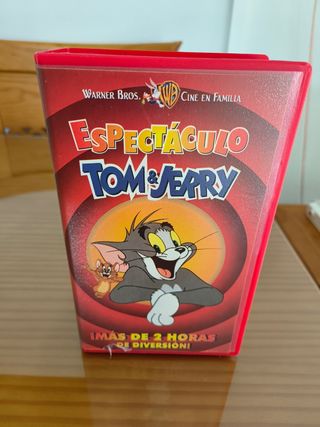 WARNER BROS. WB CINE EN FAMILIA
ESPECTÁCULO
TOM & JERRY
¡MÁS DE 2 HORAS
DE DIVERSIÓN!